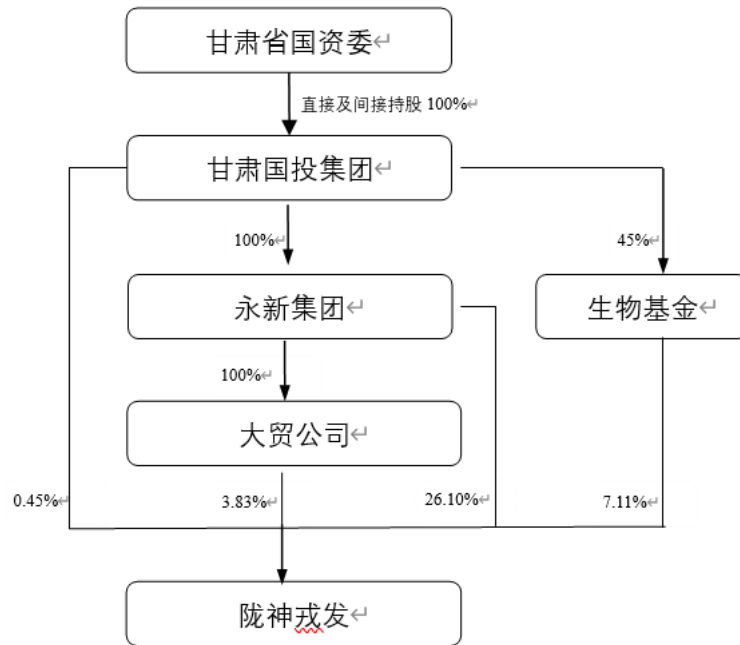 甘肃省国资委↵
直接及间接持股 100%↵
甘肃国投集团↵
100%↵
45%↵
永新集团↵
生物基金↵
100%↵
大贸公司↵
0.45%↵
3.83%↵
26.10%↵
7.11%↵
陇神戎发↵